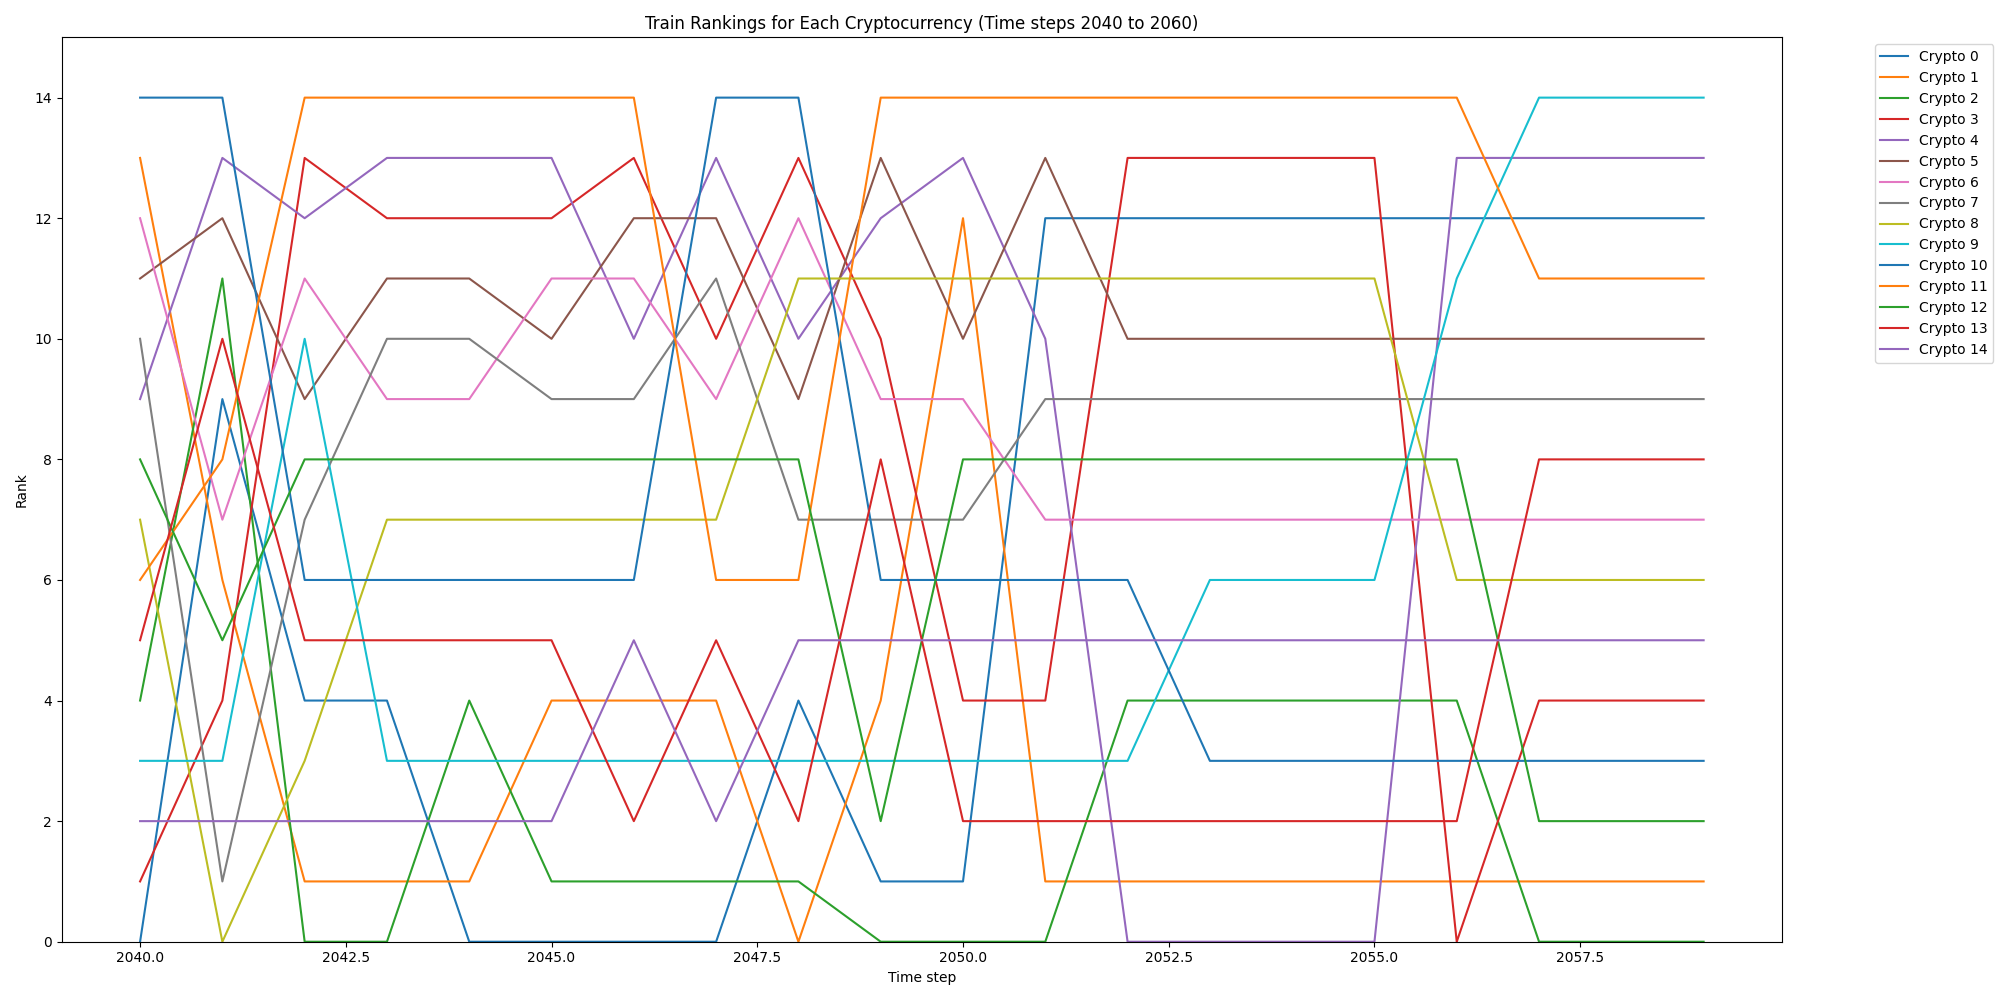 Train Rankings for Each Cryptocurrency (Time steps 2040 to 2060)
Rank
14
12
10
8
6
4
2
0
2040.0 2042.5 2045.0 2047.5 2050.0 2052.5 2055.0 2057.5
Time step
Crypto 0
Crypto 1
Crypto 2
Crypto 3
Crypto 4
Crypto 5
Crypto 6
Crypto 7
Crypto 8
Crypto 9
Crypto 10
Crypto 11
Crypto 12
Crypto 13
Crypto 14